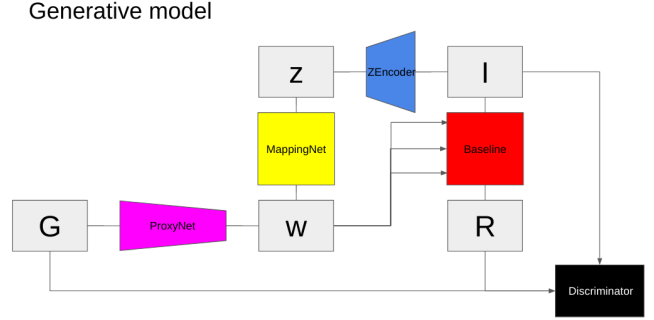 Generative model
z
ZEncoder
I
MappingNet
Baseline
G
ProxyNet
w
R
Discriminator